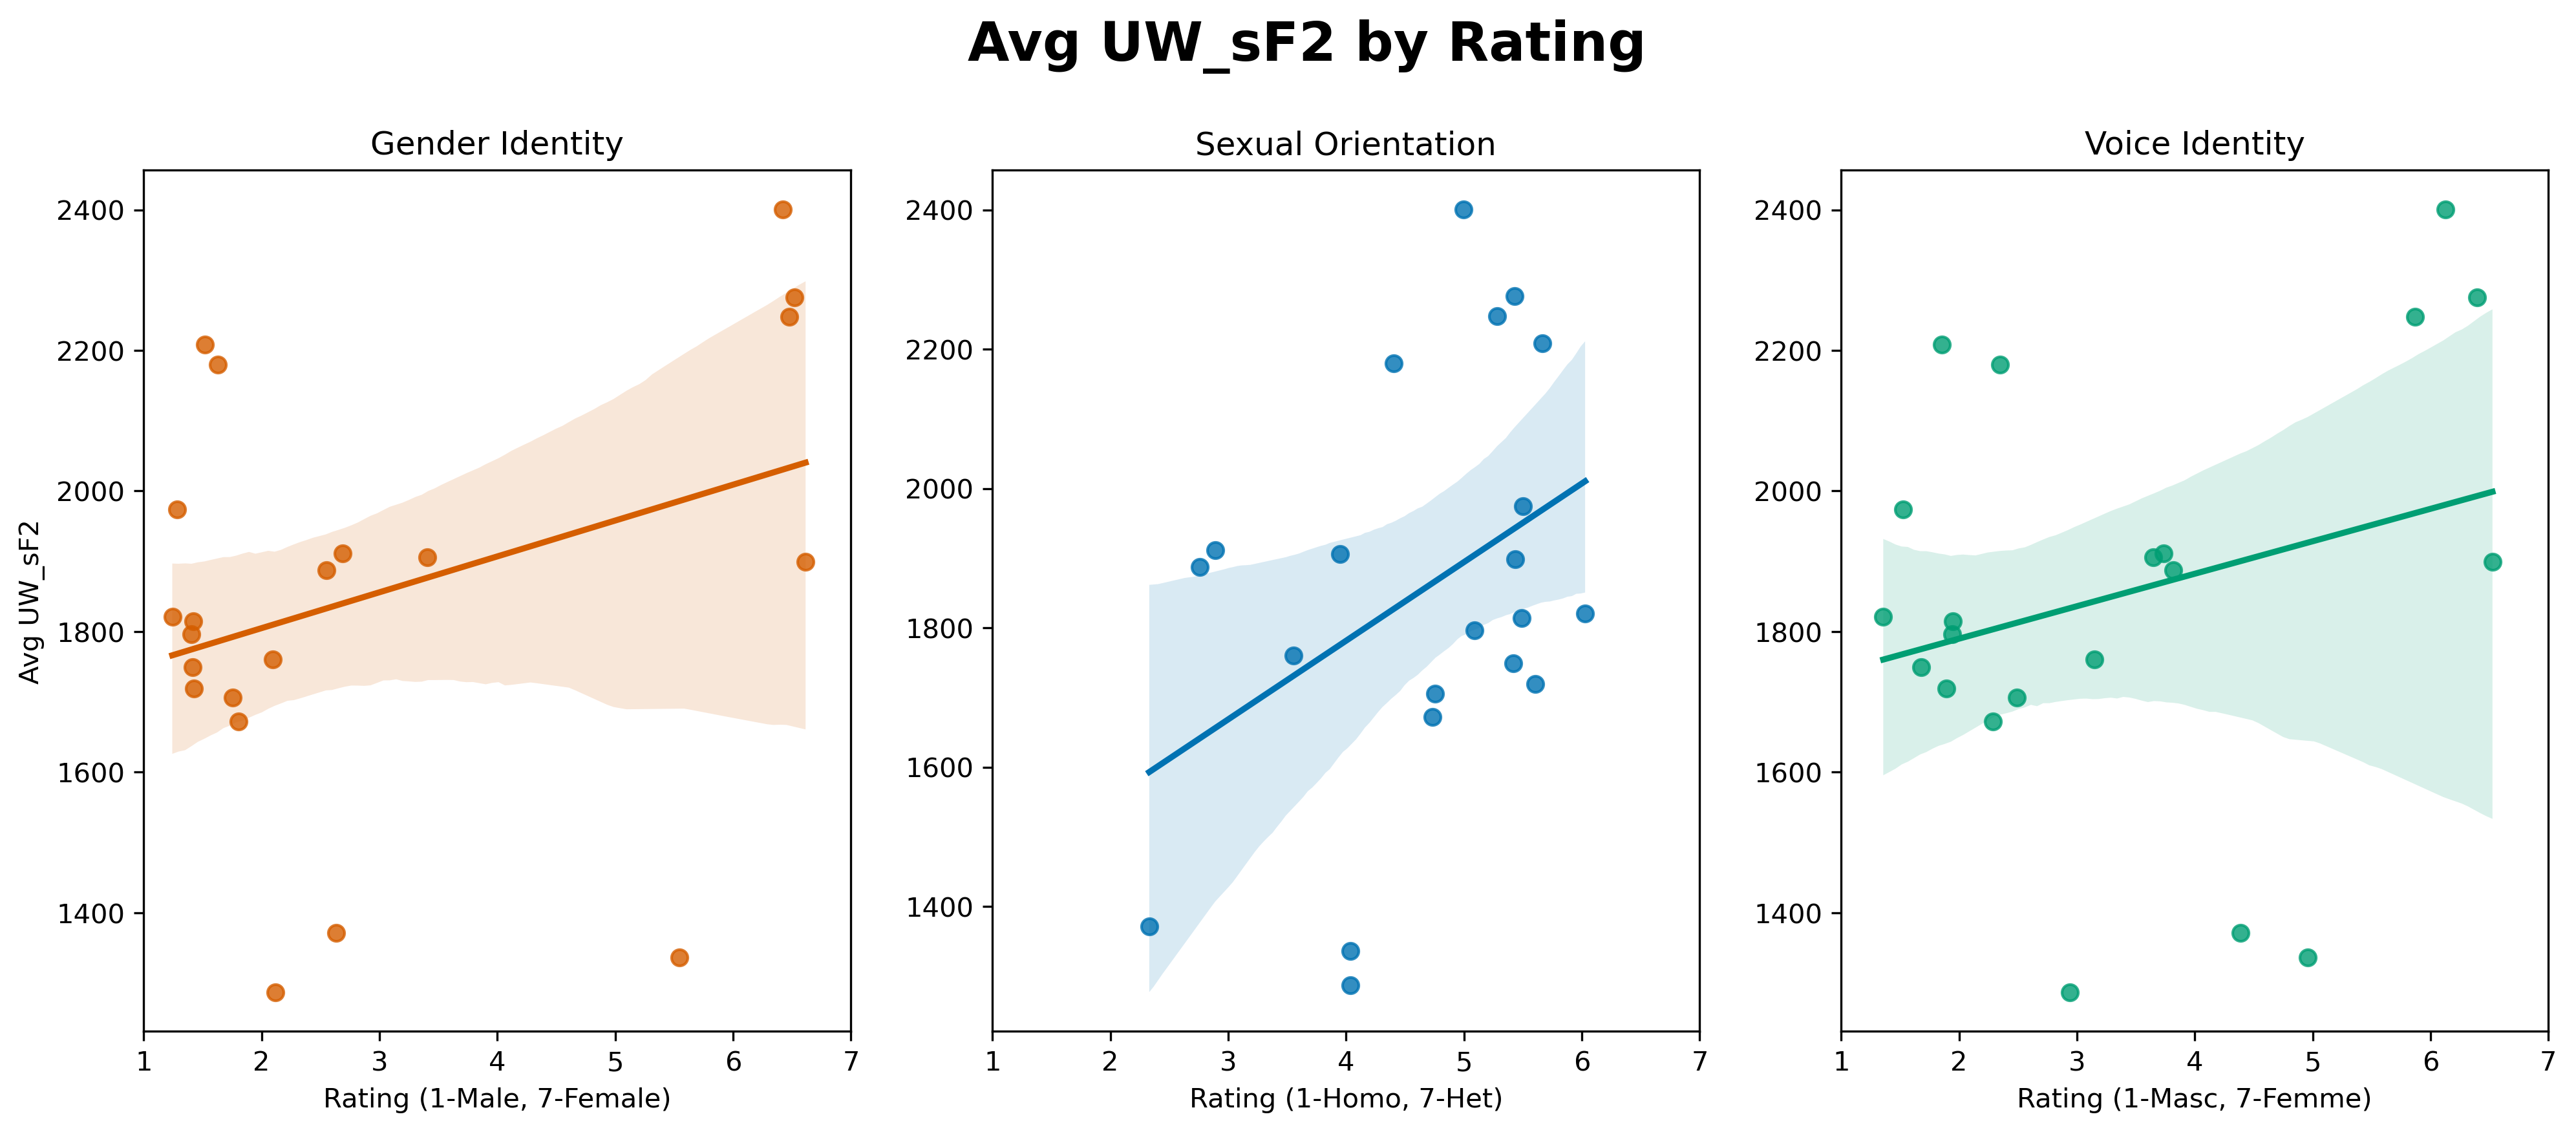 Avg UW_sF2 by Rating
Gender Identity
Sexual Orientation
Voice Identity
Avg UW_sF2
2400
2200
2000
1800
1600
1400
1 2 3 4 5 6 7
Rating (1-Male, 7-Female)
2400
2200
2000
1800
1600
1400
1 2 3 4 5 6 7
Rating (1-Homo, 7-Het)
2400
2200
2000
1800
1600
1400
1 2 3 4 5 6 7
Rating (1-Masc, 7-Femme)